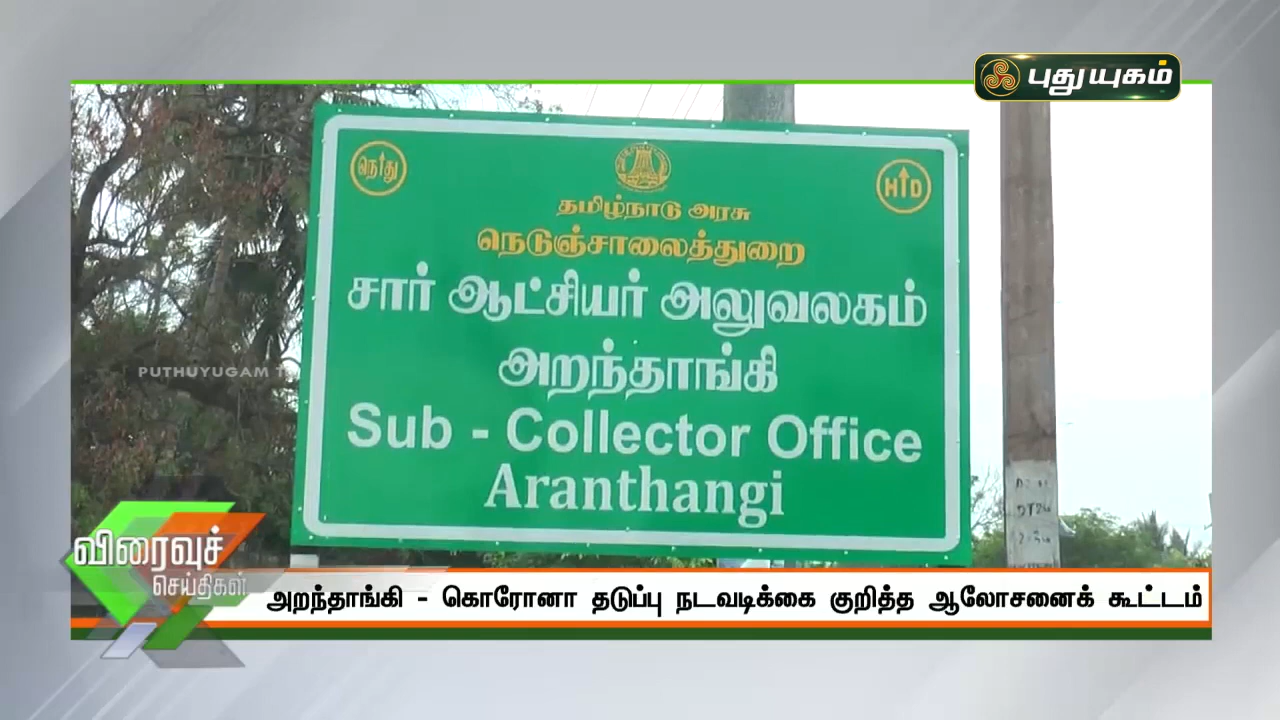 புதுயுகம்
நெ↑து
H↑D
தமிழ்நாடு அரசு
நெடுஞ்சாலைத்துறை
சார் ஆட்சியர் அலுவலகம்
அறந்தாங்கி
Sub - Collector Office
Aranthangi
PUTHUYUGAM T
விரைவுச்
செய்திகள்
அறந்தாங்கி - கொரோனா தடுப்பு நடவடிக்கை குறித்த ஆலோசனைக் கூட்டம்